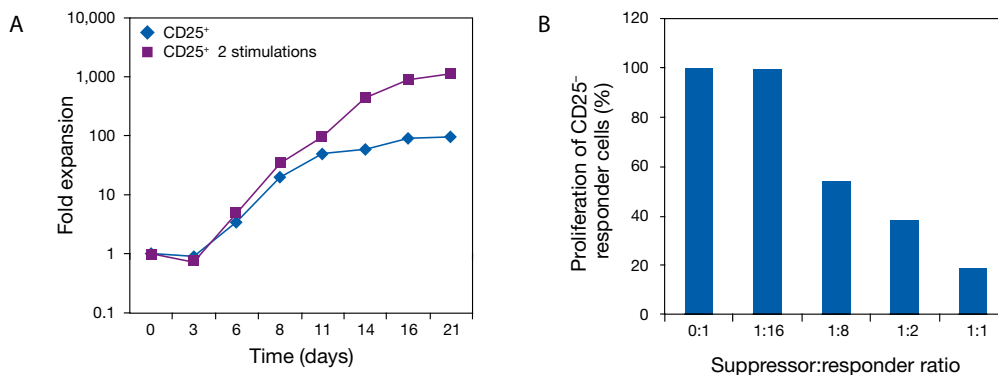 A
10,000
1,000
100
10
1
0.1
Fold expansion
CD25⁺
CD25⁺ 2 stimulations
0 3 6 8 11 14 16 21
Time (days)
B
120
100
80
60
40
20
0
Proliferation of CD25⁻
responder cells (%)
0:1 1:16 1:8 1:2 1:1
Suppressor:responder ratio